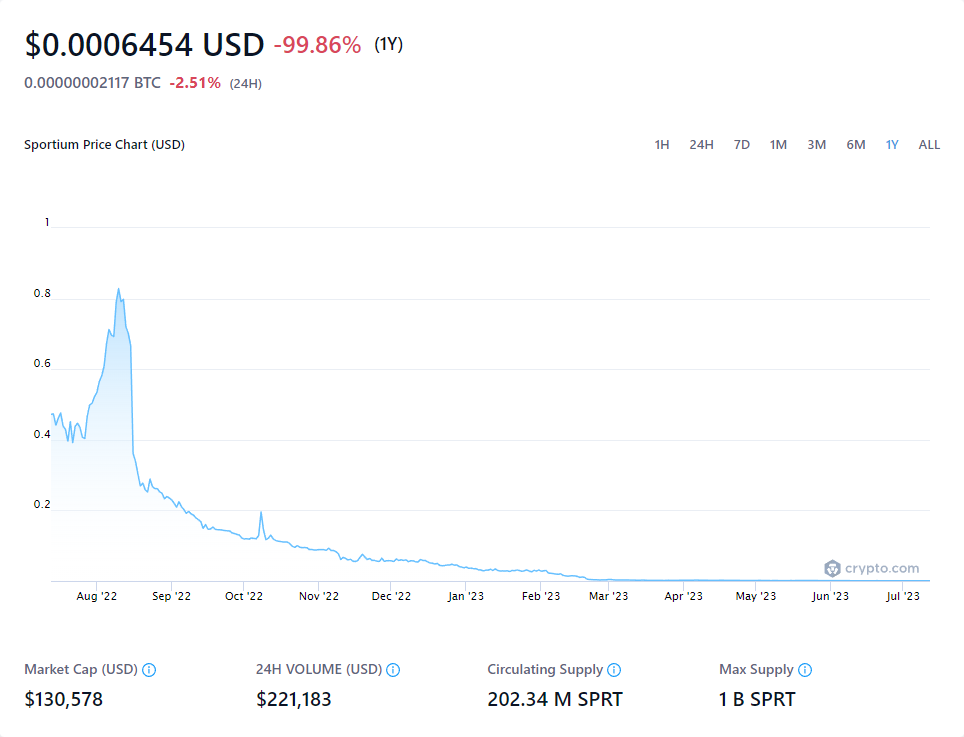 $0.0006454 USD -99.86% (1Y)
0.00000002117 BTC -2.51% (24H)
Sportium Price Chart (USD) 1H 24H 7D 1M 3M 6M 1Y ALL
1
0.8
0.6
0.4
0.2
crypto.com
Aug '22 Sep '22 Oct '22 Nov '22 Dec '22 Jan '23 Feb '23 Mar '23 Apr '23 May '23 Jun '23 Jul '23
Market Cap (USD) 24H VOLUME (USD) Circulating Supply Max Supply
$130,578 $221,183 202.34 M SPRT 1 B SPRT